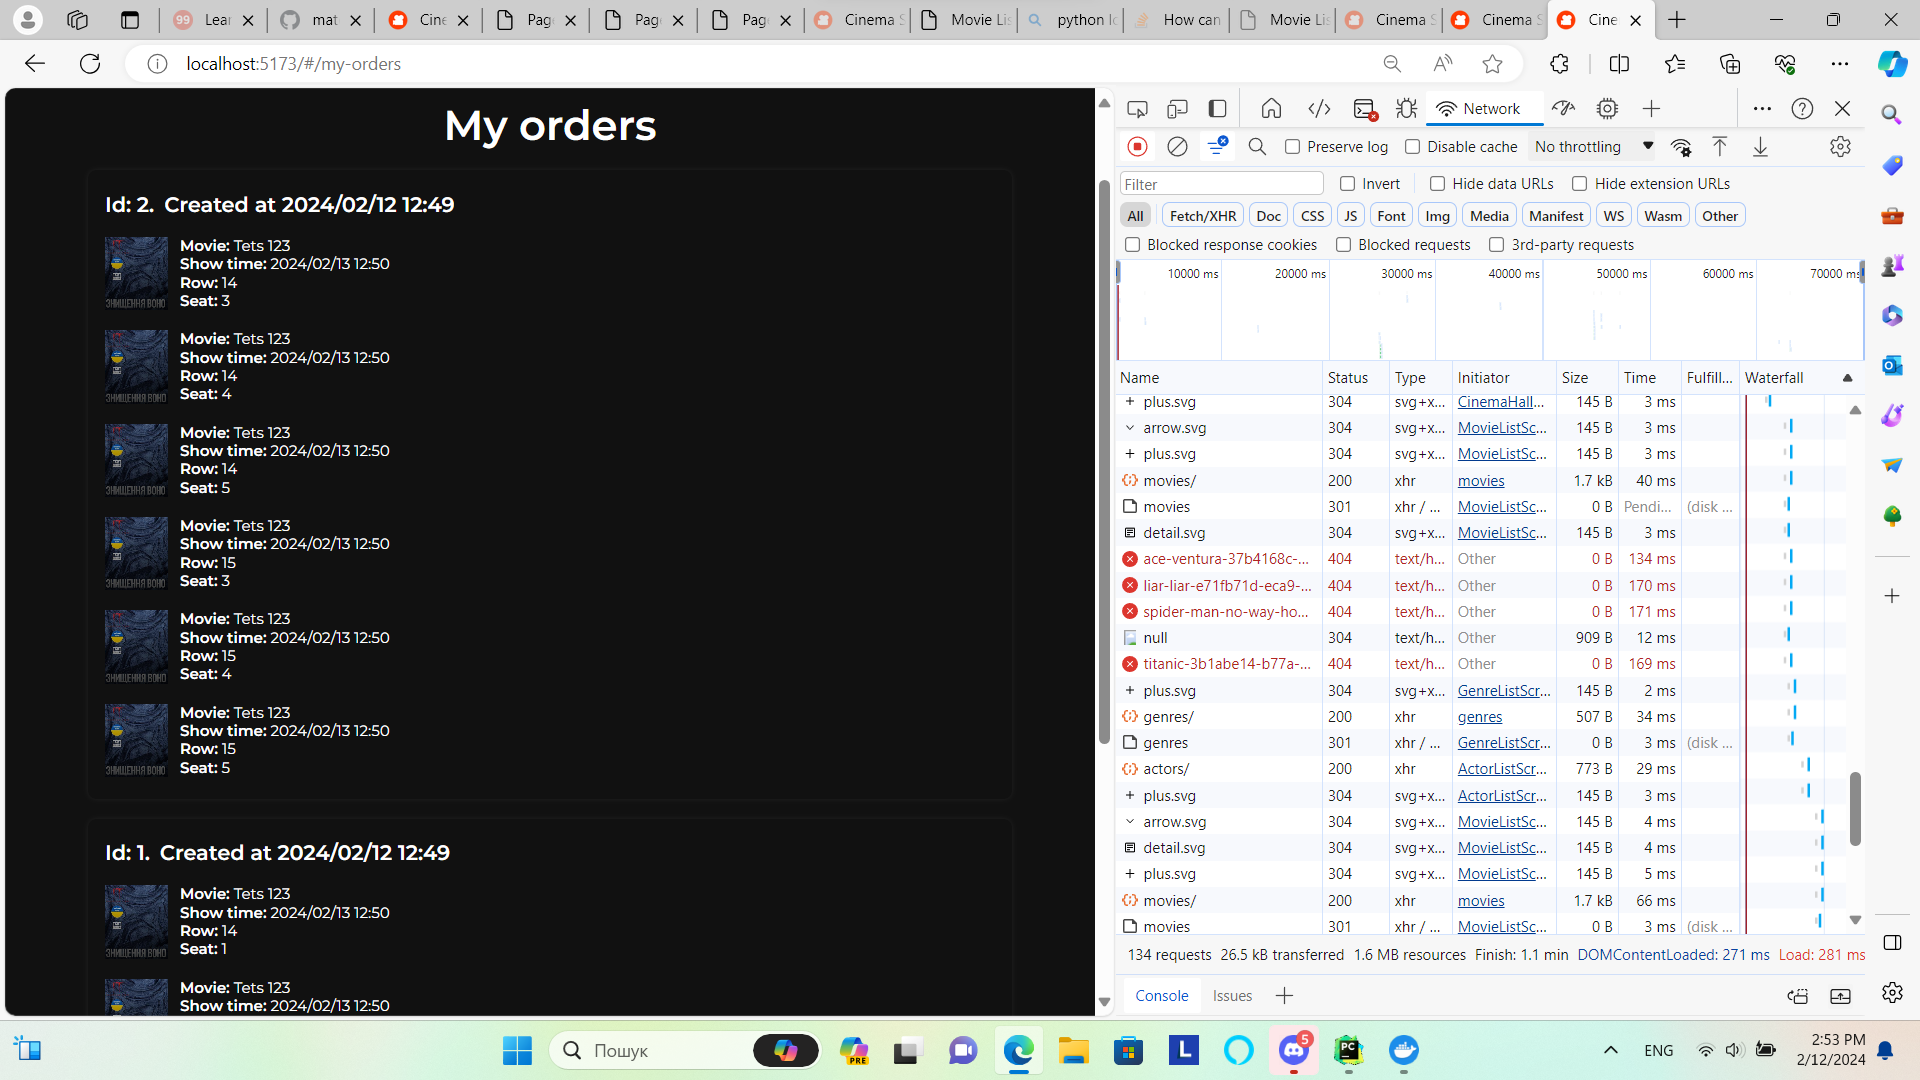 99 Lear
mat
Cine
Page
Page
Page
Cinema S
Movie Lis
python lo
How can
Movie Lis
Cinema S
Cinema S
Cine
localhost:5173/#/my-orders
My orders
Id: 2. Created at 2024/02/12 12:49
Movie: Tets 123
Show time: 2024/02/13 12:50
Row: 14
Seat: 3
Movie: Tets 123
Show time: 2024/02/13 12:50
Row: 14
Seat: 4
Movie: Tets 123
Show time: 2024/02/13 12:50
Row: 14
Seat: 5
Movie: Tets 123
Show time: 2024/02/13 12:50
Row: 15
Seat: 3
Movie: Tets 123
Show time: 2024/02/13 12:50
Row: 15
Seat: 4
Movie: Tets 123
Show time: 2024/02/13 12:50
Row: 15
Seat: 5
Id: 1. Created at 2024/02/12 12:49
Movie: Tets 123
Show time: 2024/02/13 12:50
Row: 14
Seat: 1
Movie: Tets 123
Show time: 2024/02/13 12:50
Network
Preserve log Disable cache No throttling
Filter Invert Hide data URLs Hide extension URLs
All Fetch/XHR Doc CSS JS Font Img Media Manifest WS Wasm Other
Blocked response cookies Blocked requests 3rd-party requests
10000 ms 20000 ms 30000 ms 40000 ms 50000 ms 60000 ms 70000 ms
Name Status Type Initiator Size Time Fulfill... Waterfall
plus.svg 304 svg+x... CinemaHall... 145 B 3 ms
arrow.svg 304 svg+x... MovieListSc... 145 B 3 ms
plus.svg 304 svg+x... MovieListSc... 145 B 3 ms
movies/ 200 xhr movies 1.7 kB 40 ms
movies 301 xhr / ... MovieListSc... 0 B Pendi... (disk ...
detail.svg 304 svg+x... MovieListSc... 145 B 3 ms
ace-ventura-37b4168c-... 404 text/h... Other 0 B 134 ms
liar-liar-e71fb71d-eca9-... 404 text/h... Other 0 B 170 ms
spider-man-no-way-ho... 404 text/h... Other 0 B 171 ms
null 304 text/h... Other 909 B 12 ms
titanic-3b1abe14-b77a-... 404 text/h... Other 0 B 169 ms
plus.svg 304 svg+x... GenreListScr... 145 B 2 ms
genres/ 200 xhr genres 507 B 34 ms
genres 301 xhr / ... GenreListScr... 0 B 3 ms (disk ...
actors/ 200 xhr ActorListScr... 773 B 29 ms
plus.svg 304 svg+x... ActorListScr... 145 B 3 ms
arrow.svg 304 svg+x... MovieListSc... 145 B 4 ms
detail.svg 304 svg+x... MovieListSc... 145 B 4 ms
plus.svg 304 svg+x... MovieListSc... 145 B 5 ms
movies/ 200 xhr movies 1.7 kB 66 ms
movies 301 xhr / ... MovieListSc... 0 B 3 ms (disk ...
134 requests 26.5 kB transferred 1.6 MB resources Finish: 1.1 min DOMContentLoaded: 271 ms Load: 281 ms
Console Issues
Пошук
PRE
L
5
PC
ENG
2:53 PM
2/12/2024